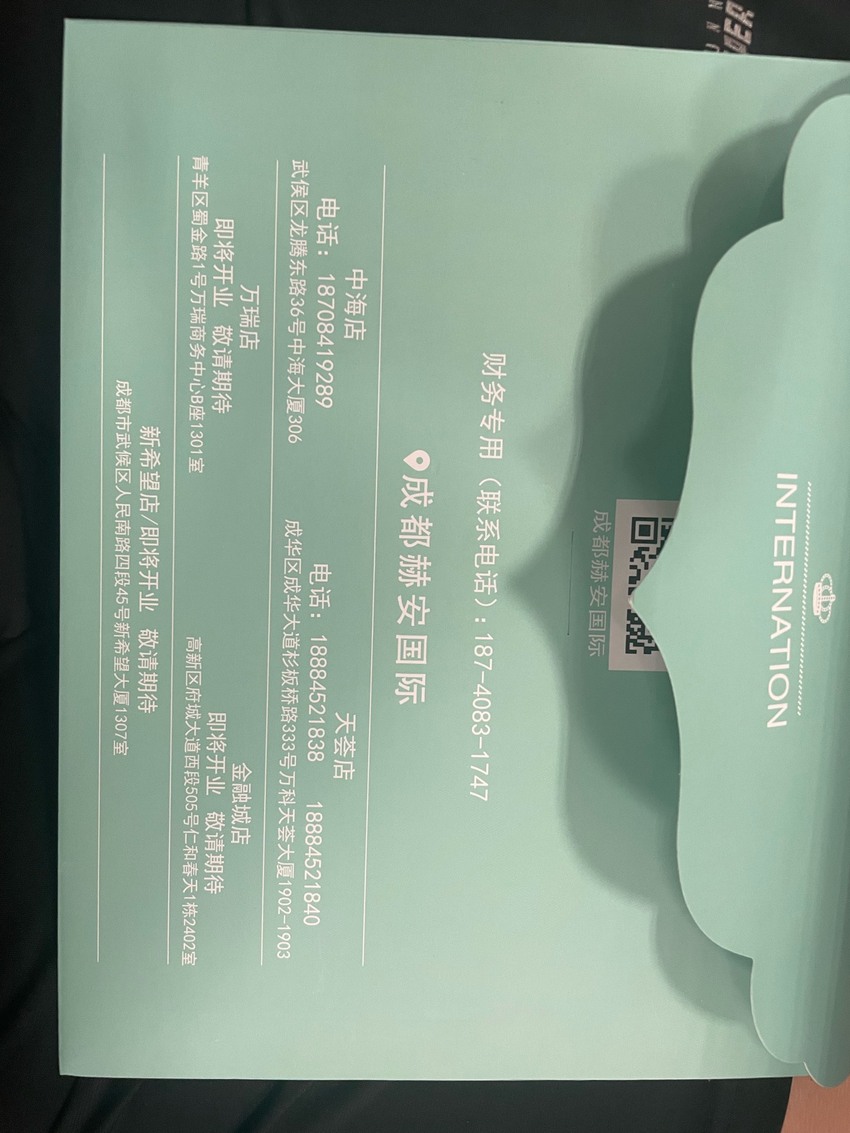 INTERNATION
成都赫安国际
财务专用（联系电话）: 187-4083-1747
成都赫安国际
中海店
电话: 18708419289
武侯区龙腾东路36号中海大厦306
天荟店
电话: 18884521838 18884521840
成华区成华大道杉板桥路333号万科天荟大厦1902-1903
万瑞店
即将开业 敬请期待
青羊区蜀金路1号万瑞商务中心B座1301室
金融城店
即将开业 敬请期待
高新区府城大道西段505号仁和春天1栋2402室
新希望店/即将开业 敬请期待
成都市武候区人民南路四段45号新希望大厦1307室